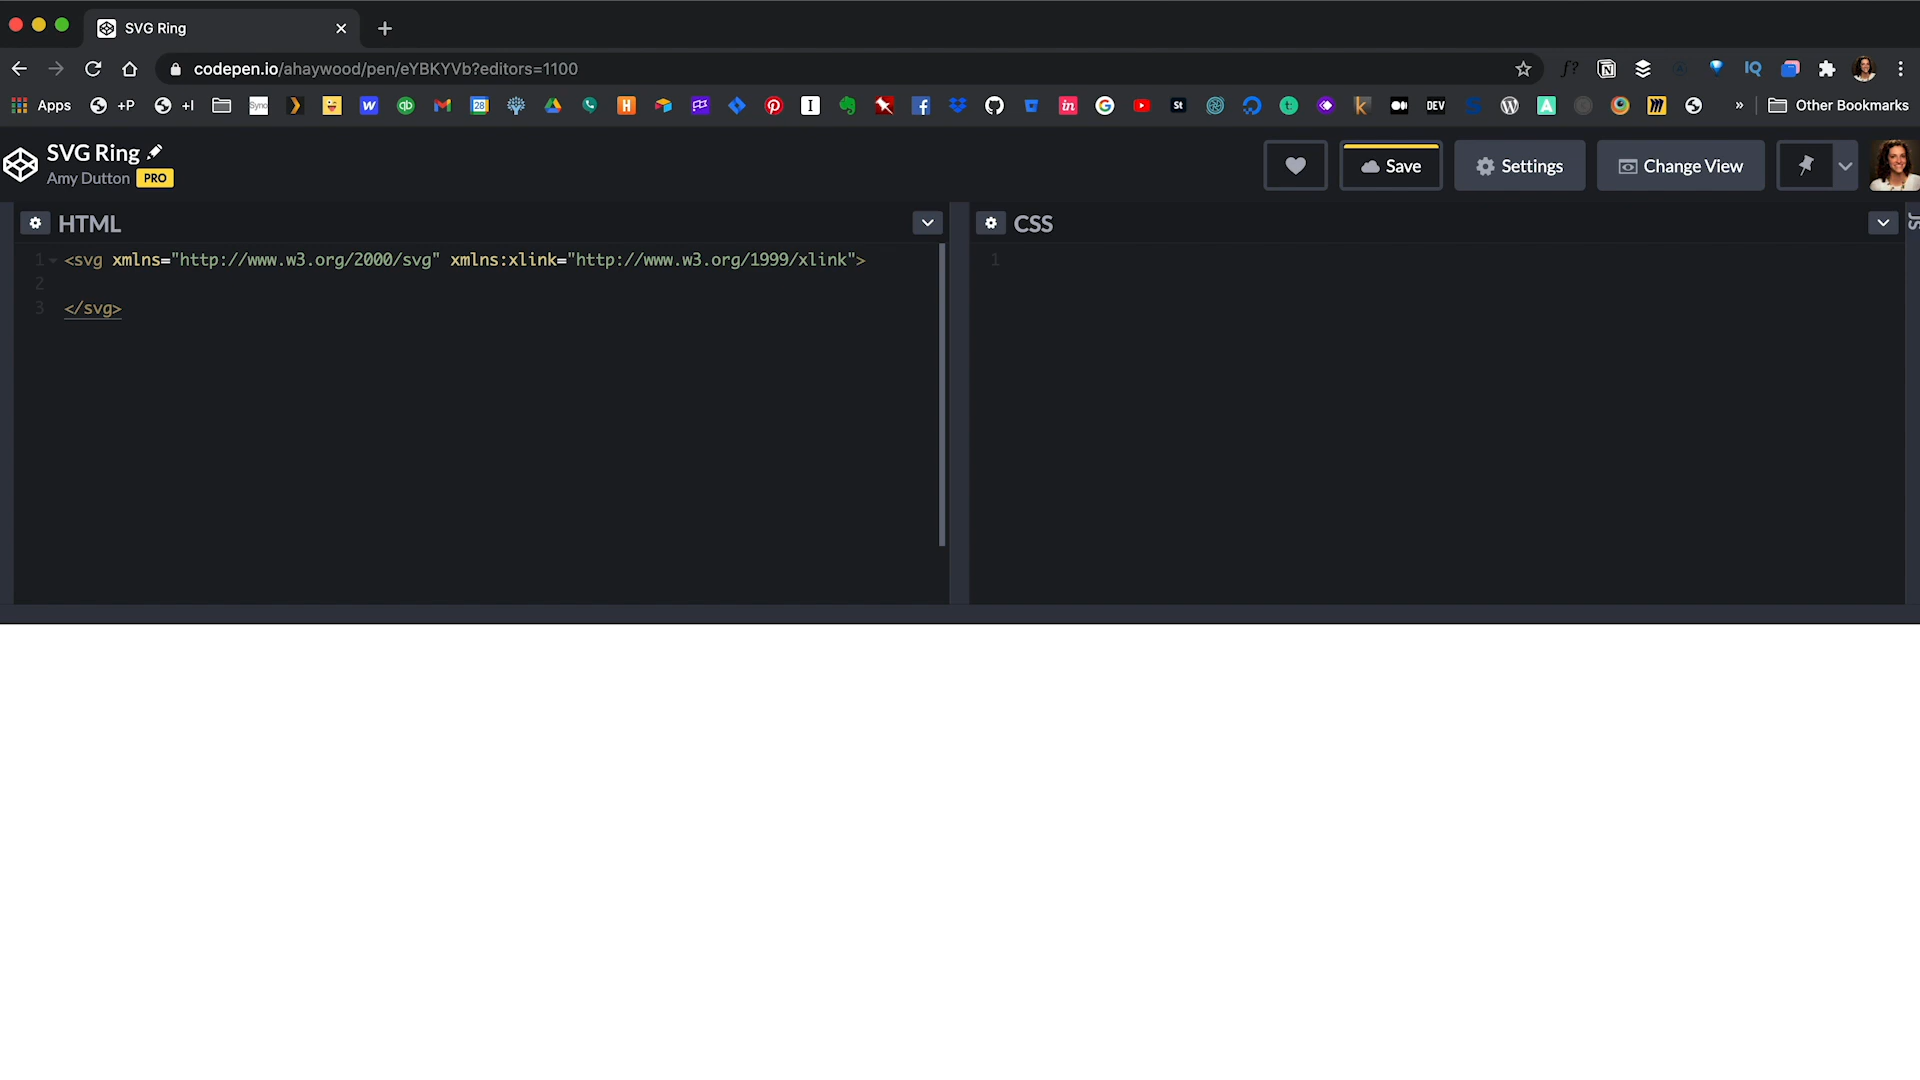 SVG Ring
codepen.io/ahaywood/pen/eYBKYVb?editors=1100
Apps +P +I Syno Other Bookmarks
SVG Ring
Amy Dutton PRO
Save Settings Change View
HTML CSS JS
1 <svg xmlns="http://www.w3.org/2000/svg" xmlns:xlink="http://www.w3.org/1999/xlink"> 1
2
3 </svg>